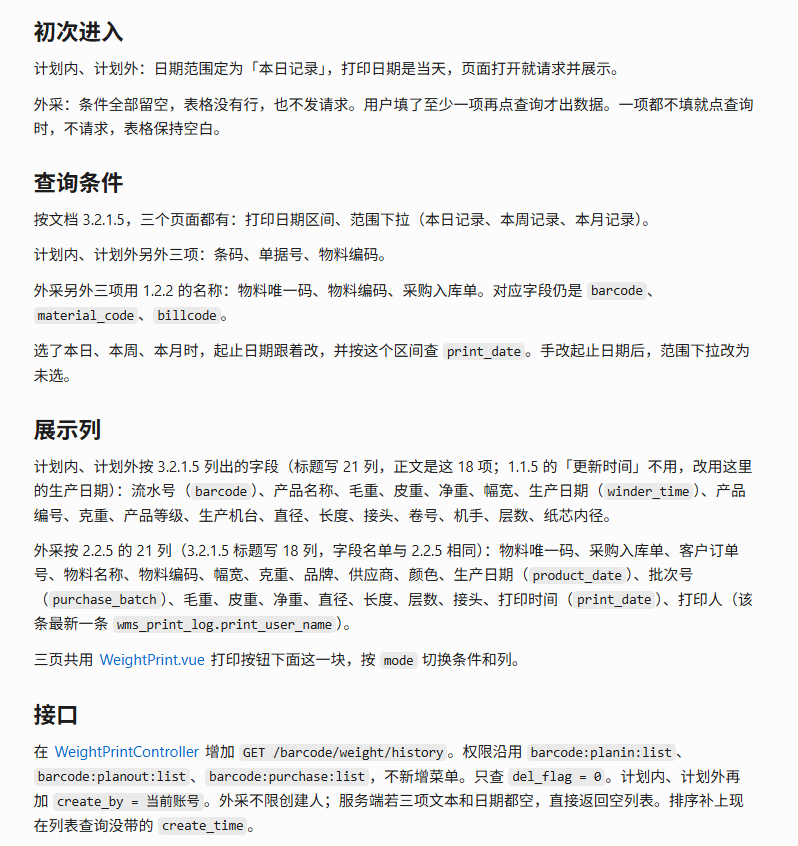 初次进入
计划内、计划外：日期范围定为「本日记录」，打印日期是当天，页面打开就请求并展示。
外采：条件全部留空，表格没有行，也不发请求。用户填了至少一项再点查询才出数据。一项都不填就点查询
时，不请求，表格保持空白。
查询条件
按文档 3.2.1.5，三个页面都有：打印日期区间、范围下拉（本日记录、本周记录、本月记录）。
计划内、计划外另外三项：条码、单据号、物料编码。
外采另外三项用 1.2.2 的名称：物料唯一码、物料编码、采购入库单。对应字段仍是 barcode、
material_code、billcode。
选了本日、本周、本月时，起止日期跟着改，并按这个区间查 print_date。手改起止日期后，范围下拉改为
未选。
展示列
计划内、计划外按 3.2.1.5 列出的字段（标题写 21 列，正文是这 18 项；1.1.5 的「更新时间」不用，改用这里
的生产日期）：流水号（barcode）、产品名称、毛重、皮重、净重、幅宽、生产日期（winder_time）、产品
编号、克重、产品等级、生产机台、直径、长度、接头、卷号、机手、层数、纸芯内径。
外采按 2.2.5 的 21 列（3.2.1.5 标题写 18 列，字段名单与 2.2.5 相同）：物料唯一码、采购入库单、客户订单
号、物料名称、物料编码、幅宽、克重、品牌、供应商、颜色、生产日期（product_date）、批次号
（purchase_batch）、毛重、皮重、净重、直径、长度、层数、接头、打印时间（print_date）、打印人（该
条最新一条 wms_print_log.print_user_name）。
三页共用 WeightPrint.vue 打印按钮下面这一块，按 mode 切换条件和列。
接口
在 WeightPrintController 增加 GET /barcode/weight/history。权限沿用 barcode:planin:list、
barcode:planout:list、barcode:purchase:list，不新增菜单。只查 del_flag = 0。计划内、计划外再
加 create_by = 当前账号。外采不限创建人；服务端若三项文本和日期都空，直接返回空列表。排序补上现
在列表查询没带的 create_time。